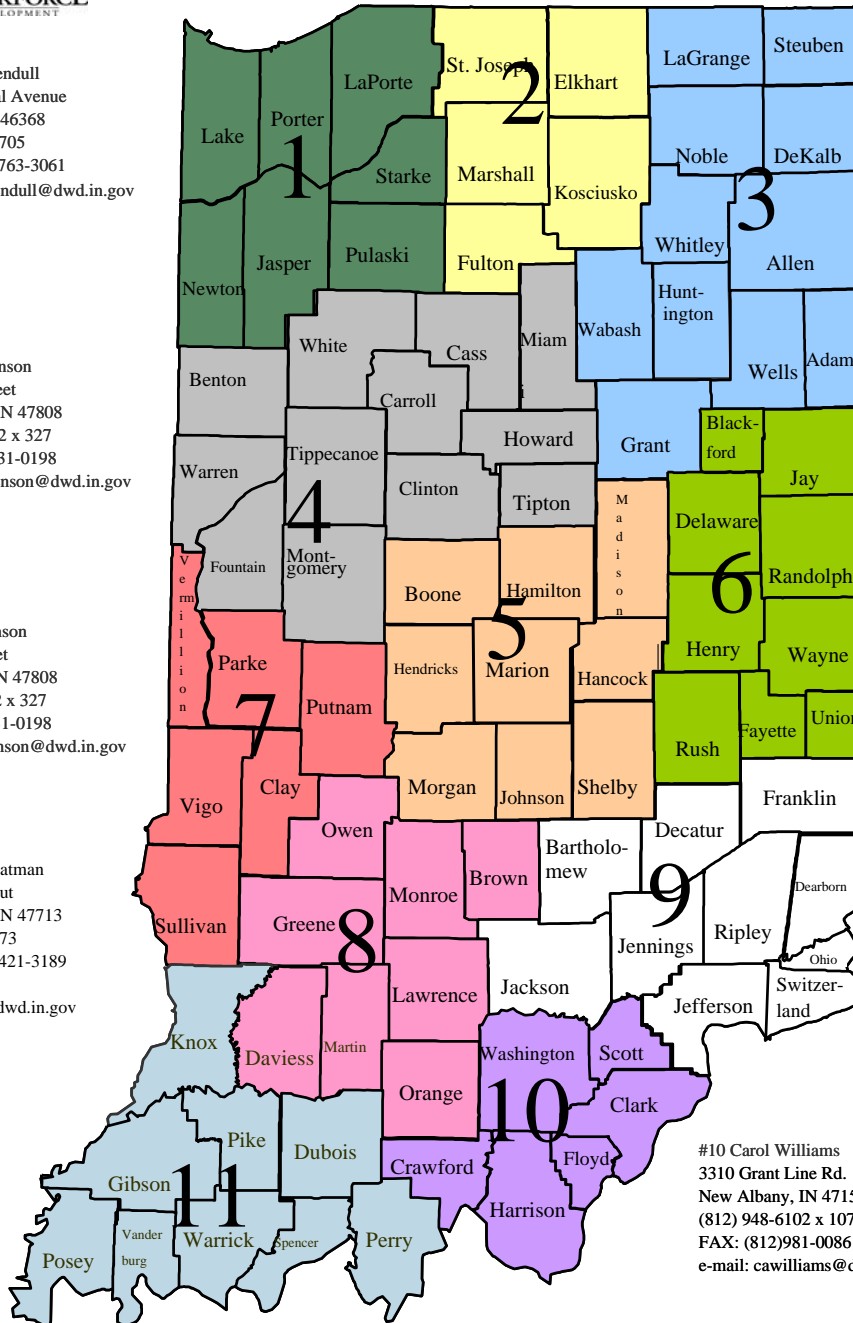 LOPMENT
endull
al Avenue
46368
705
763-3061
endull@dwd.in.gov
nson
eet
N 47808
2 x 327
31-0198
nson@dwd.in.gov
nson
et
N 47808
2 x 327
1-0198
nson@dwd.in.gov
atman
ut
N 47713
73
421-3189
dwd.in.gov
St. Joseph
2
Elkhart
LaGrange
Steuben
LaPorte
Lake
Porter
1
Starke
Marshall
Kosciusko
Noble
DeKalb
3
Newton
Jasper
Pulaski
Fulton
Whitley
Allen
Hunt-
ington
White
Cass
Miam
i
Wabash
Wells
Adam
Benton
Carroll
Howard
Grant
Black-
ford
Jay
Warren
Tippecanoe
4
Clinton
Tipton
Madison
Delaware
Randolph
6
Fountain
Mont-
gomery
Vermillion
Boone
Hamilton
5
Henry
Wayne
Parke
7
Putnam
Hendricks
Marion
Hancock
Rush
Fayette
Union
Vigo
Clay
Morgan
Johnson
Shelby
Franklin
Owen
Decatur
Bartholo-
mew
9
Sullivan
Greene
8
Monroe
Brown
Jennings
Ripley
Dearborn
Ohio
Switzer-
land
Jackson
Jefferson
Lawrence
Knox
Daviess
Martin
Orange
Washington
Scott
10
Clark
Pike
Dubois
Crawford
Floyd
Harrison
Gibson
11
Posey
Vander
burg
Warrick
Spencer
Perry
#10 Carol Williams
3310 Grant Line Rd.
New Albany, IN 4715
(812) 948-6102 x 107
FAX: (812)981-0086